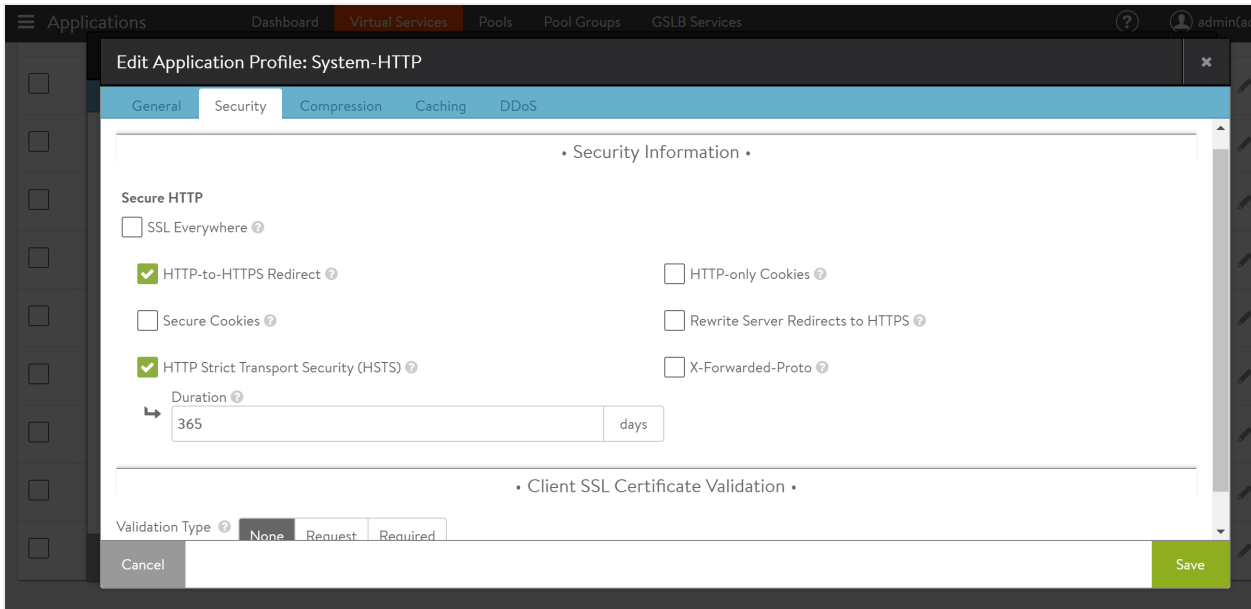 Applications Dashboard Virtual Services Pools Pool Groups GSLB Services ? admin(ad
Edit Application Profile: System-HTTP
General Security Compression Caching DDoS
• Security Information •
Secure HTTP
SSL Everywhere ?
HTTP-to-HTTPS Redirect ? HTTP-only Cookies ?
Secure Cookies ? Rewrite Server Redirects to HTTPS ?
HTTP Strict Transport Security (HSTS) ? X-Forwarded-Proto ?
Duration ?
365 days
• Client SSL Certificate Validation •
Validation Type ? None Request Required
Cancel Save